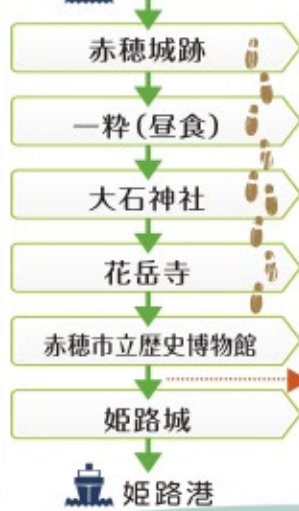 赤穂城跡
一粋(昼食)
大石神社
花岳寺
赤穂市立歴史博物館
姫路城
姫路港